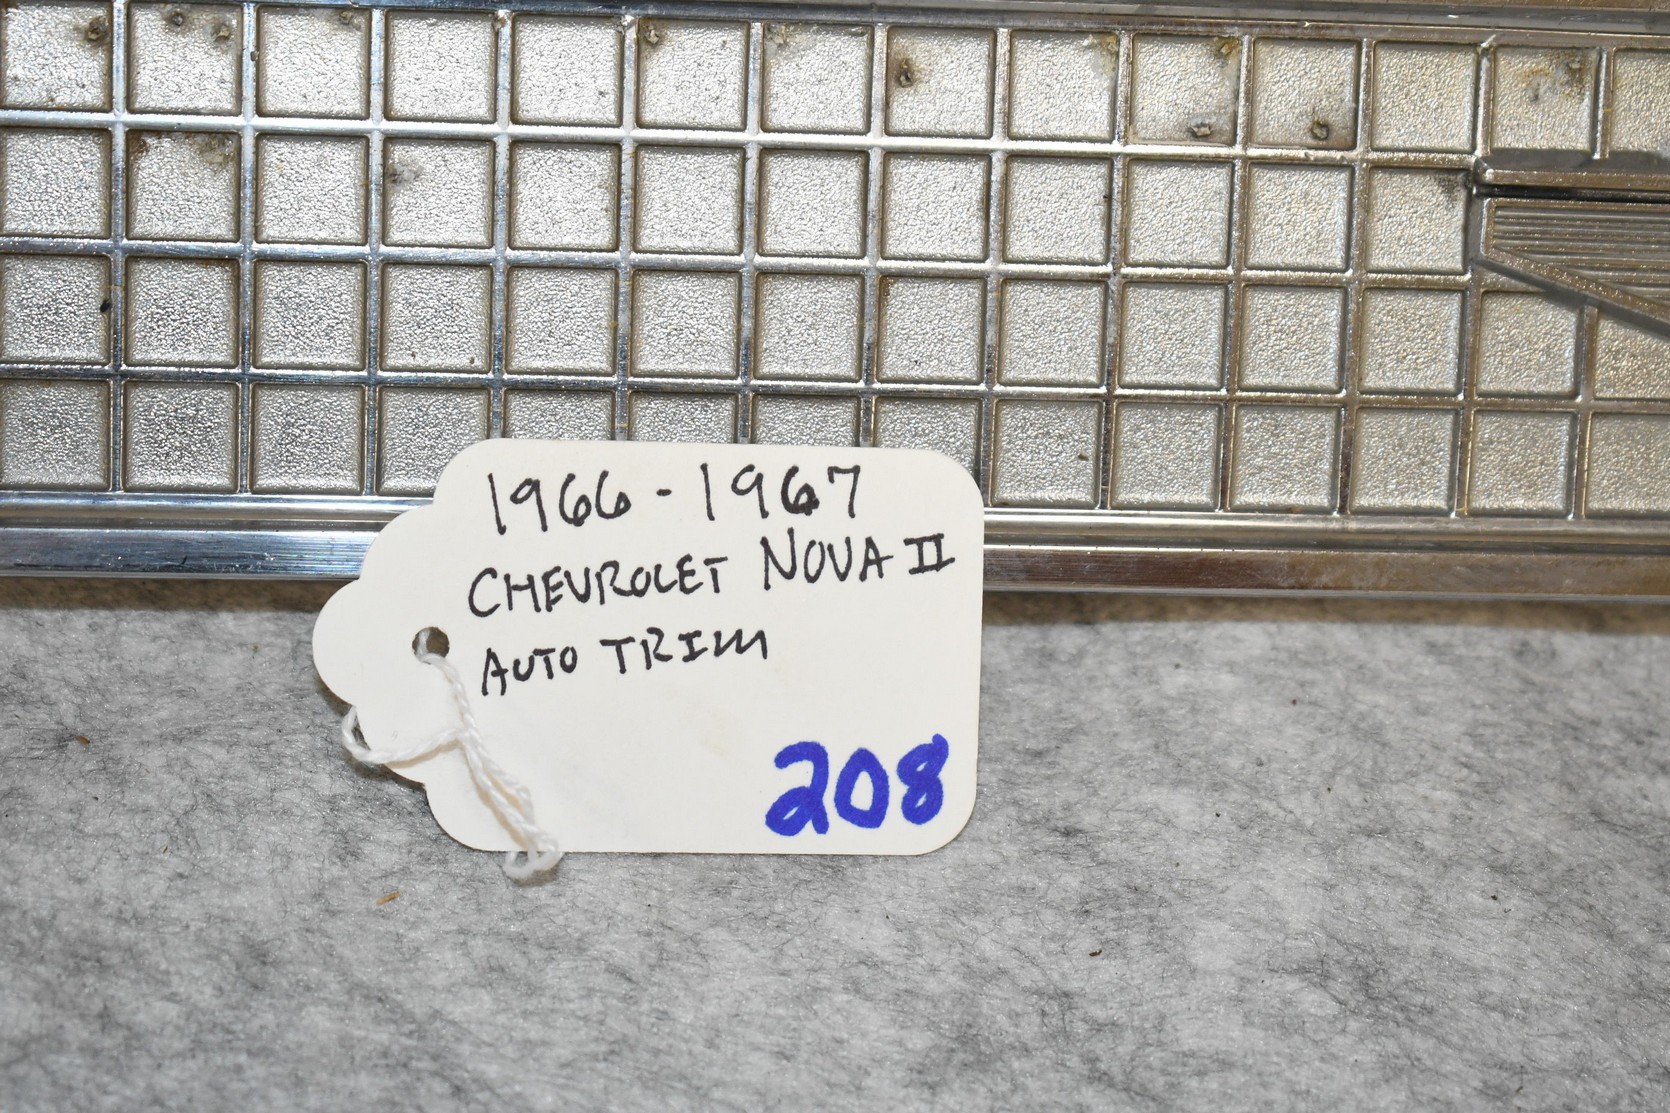 1966 - 1967
CHEVROLET NOVA II
AUTO TRIM
208